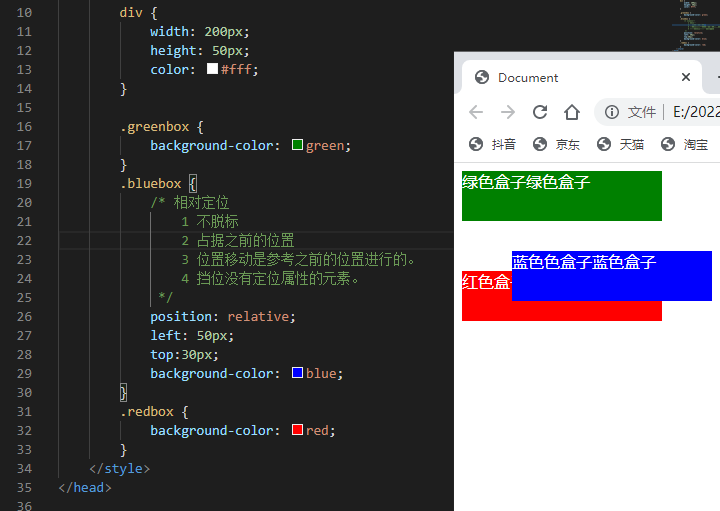 10 div {
11 width: 200px;
12 height: 50px;
13 color: #fff;
14 }
15
16 .greenbox {
17 background-color: green;
18 }
19 .bluebox {
20 /* 相对定位
21 1 不脱标
22 2 占据之前的位置
23 3 位置移动是参考之前的位置进行的。
24 4 挡位没有定位属性的元素。
25 */
26 position: relative;
27 left: 50px;
28 top:30px;
29 background-color: blue;
30 }
31 .redbox {
32 background-color: red;
33 }
34 </style>
35 </head>
36
Document
文件 E:/2022
抖音 京东 天猫 淘宝
绿色盒子绿色盒子
蓝色色盒子蓝色盒子
红色盒